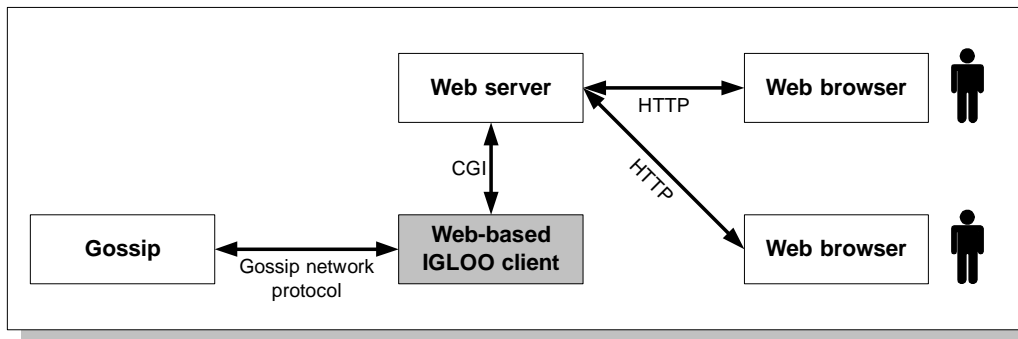 Web server
HTTP
Web browser
CGI
HTTP
Gossip
Gossip network
protocol
Web-based
IGLOO client
Web browser